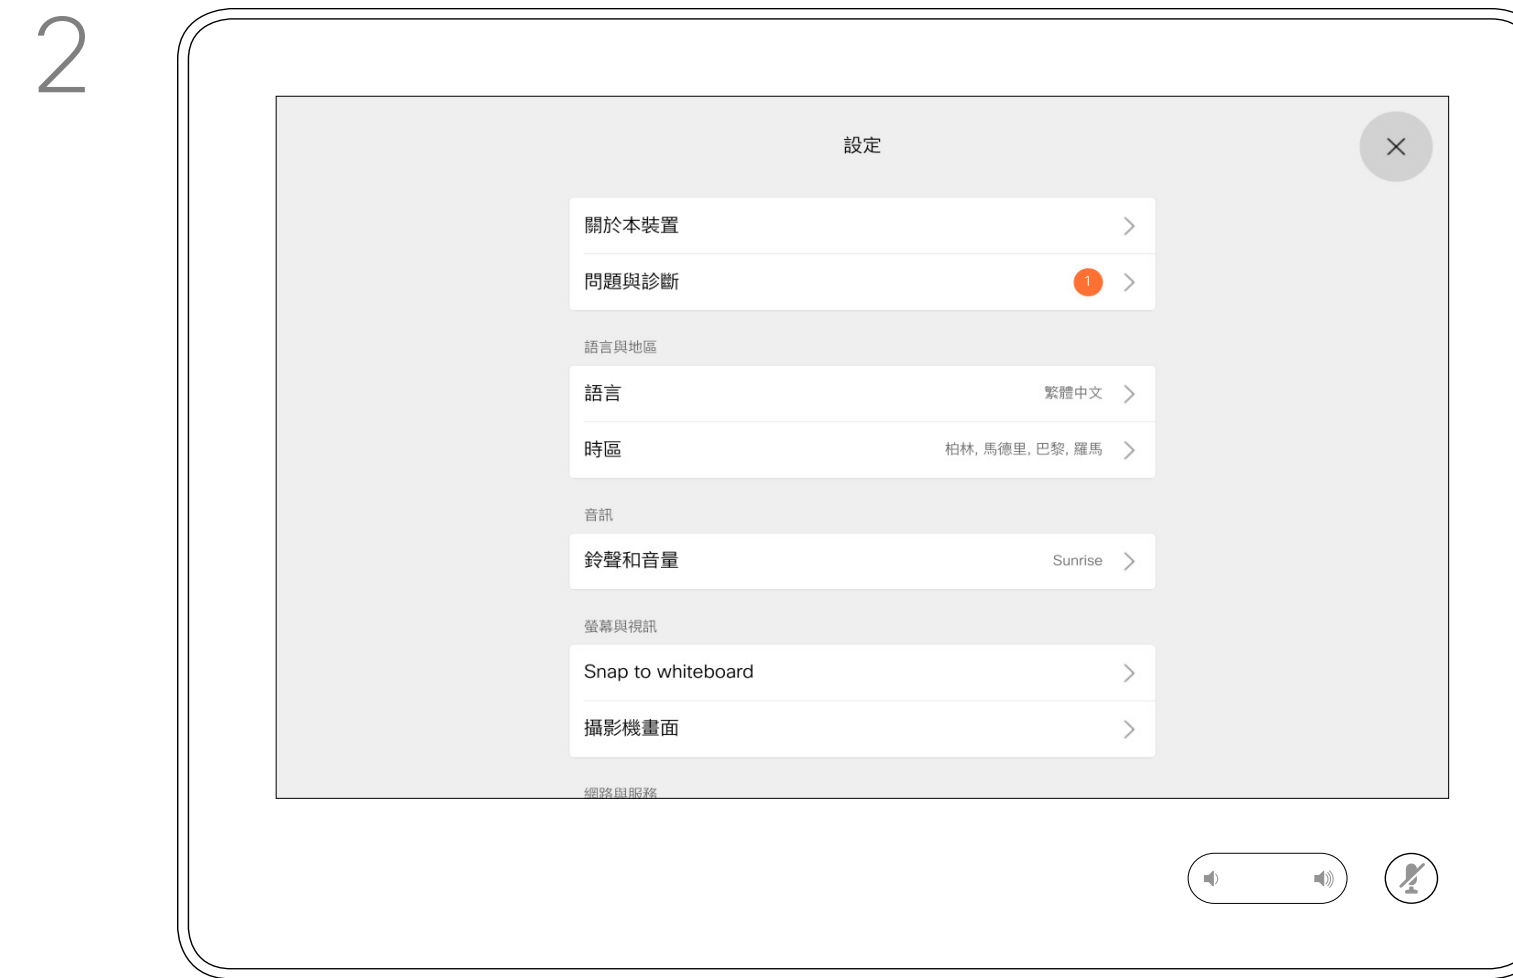 2
設定
關於本裝置
問題與診斷 1
語言與地區
語言 繁體中文
時區 柏林, 馬德里, 巴黎, 羅馬
音訊
鈴聲和音量 Sunrise
螢幕與視訊
Snap to whiteboard
攝影機畫面
網路與服務